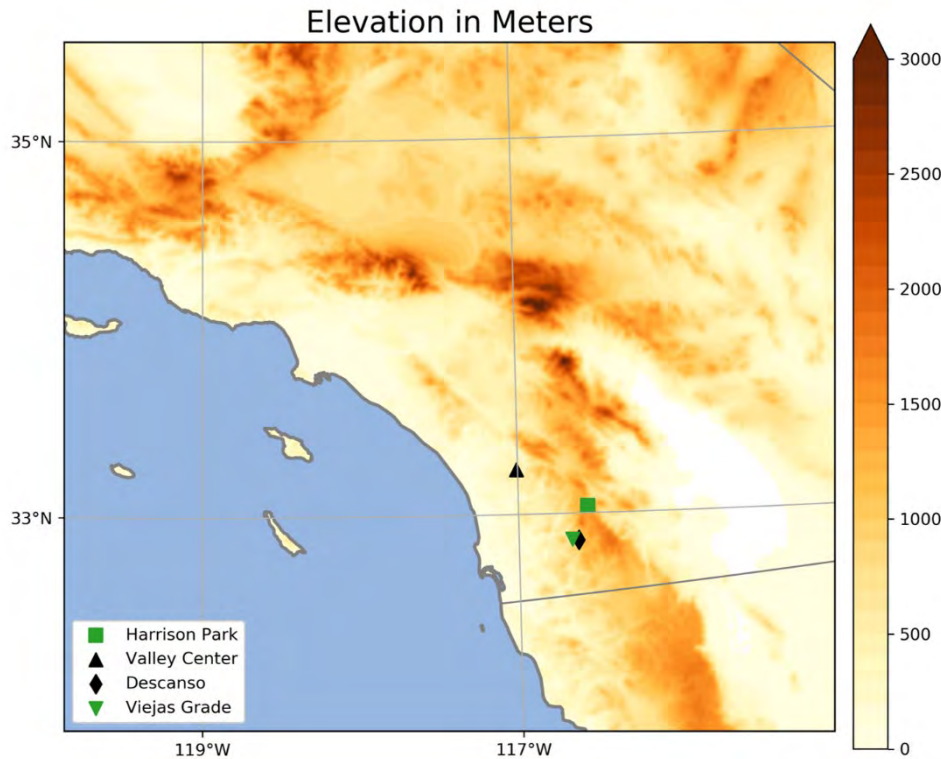 Elevation in Meters
35°N
33°N
119°W
117°W
Harrison Park
Valley Center
Descanso
Viejas Grade
3000
2500
2000
1500
1000
500
0